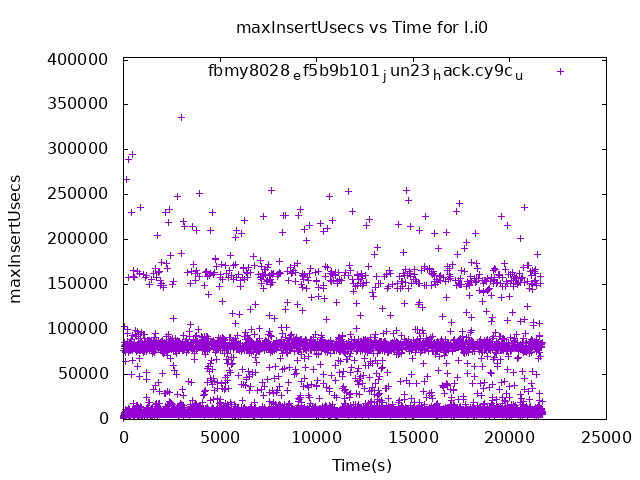 maxInsertUsecs vs Time for I.i0
fbmy8028ₑf5b9b101ⱼun23ₕack.cy9cᵤ
maxInsertUsecs
400000
350000
300000
250000
200000
150000
100000
50000
0
0 5000 10000 15000 20000 25000
Time(s)